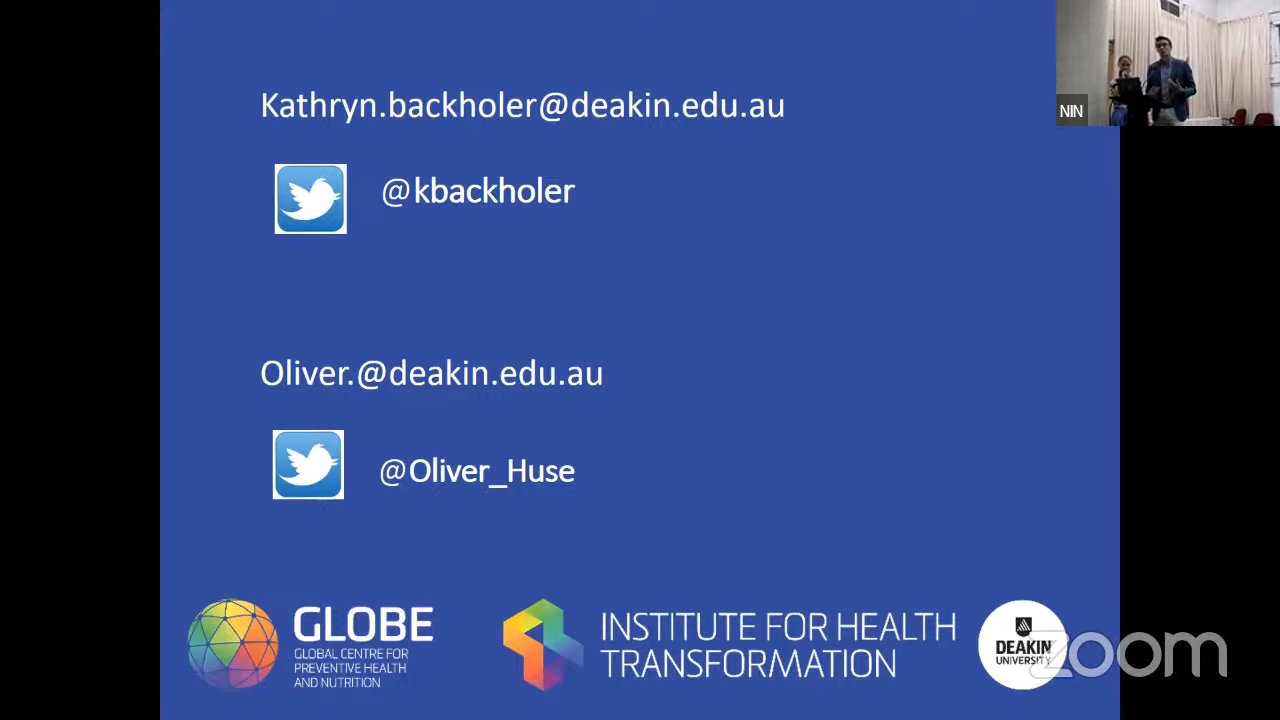 Kathryn.backholer@deakin.edu.au
NIN
@kbackholer
Oliver.@deakin.edu.au
@Oliver_Huse
GLOBE
GLOBAL CENTRE FOR
PREVENTIVE HEALTH
AND NUTRITION
INSTITUTE FOR HEALTH
TRANSFORMATION
DEAKIN
UNIVERSITY
zoom